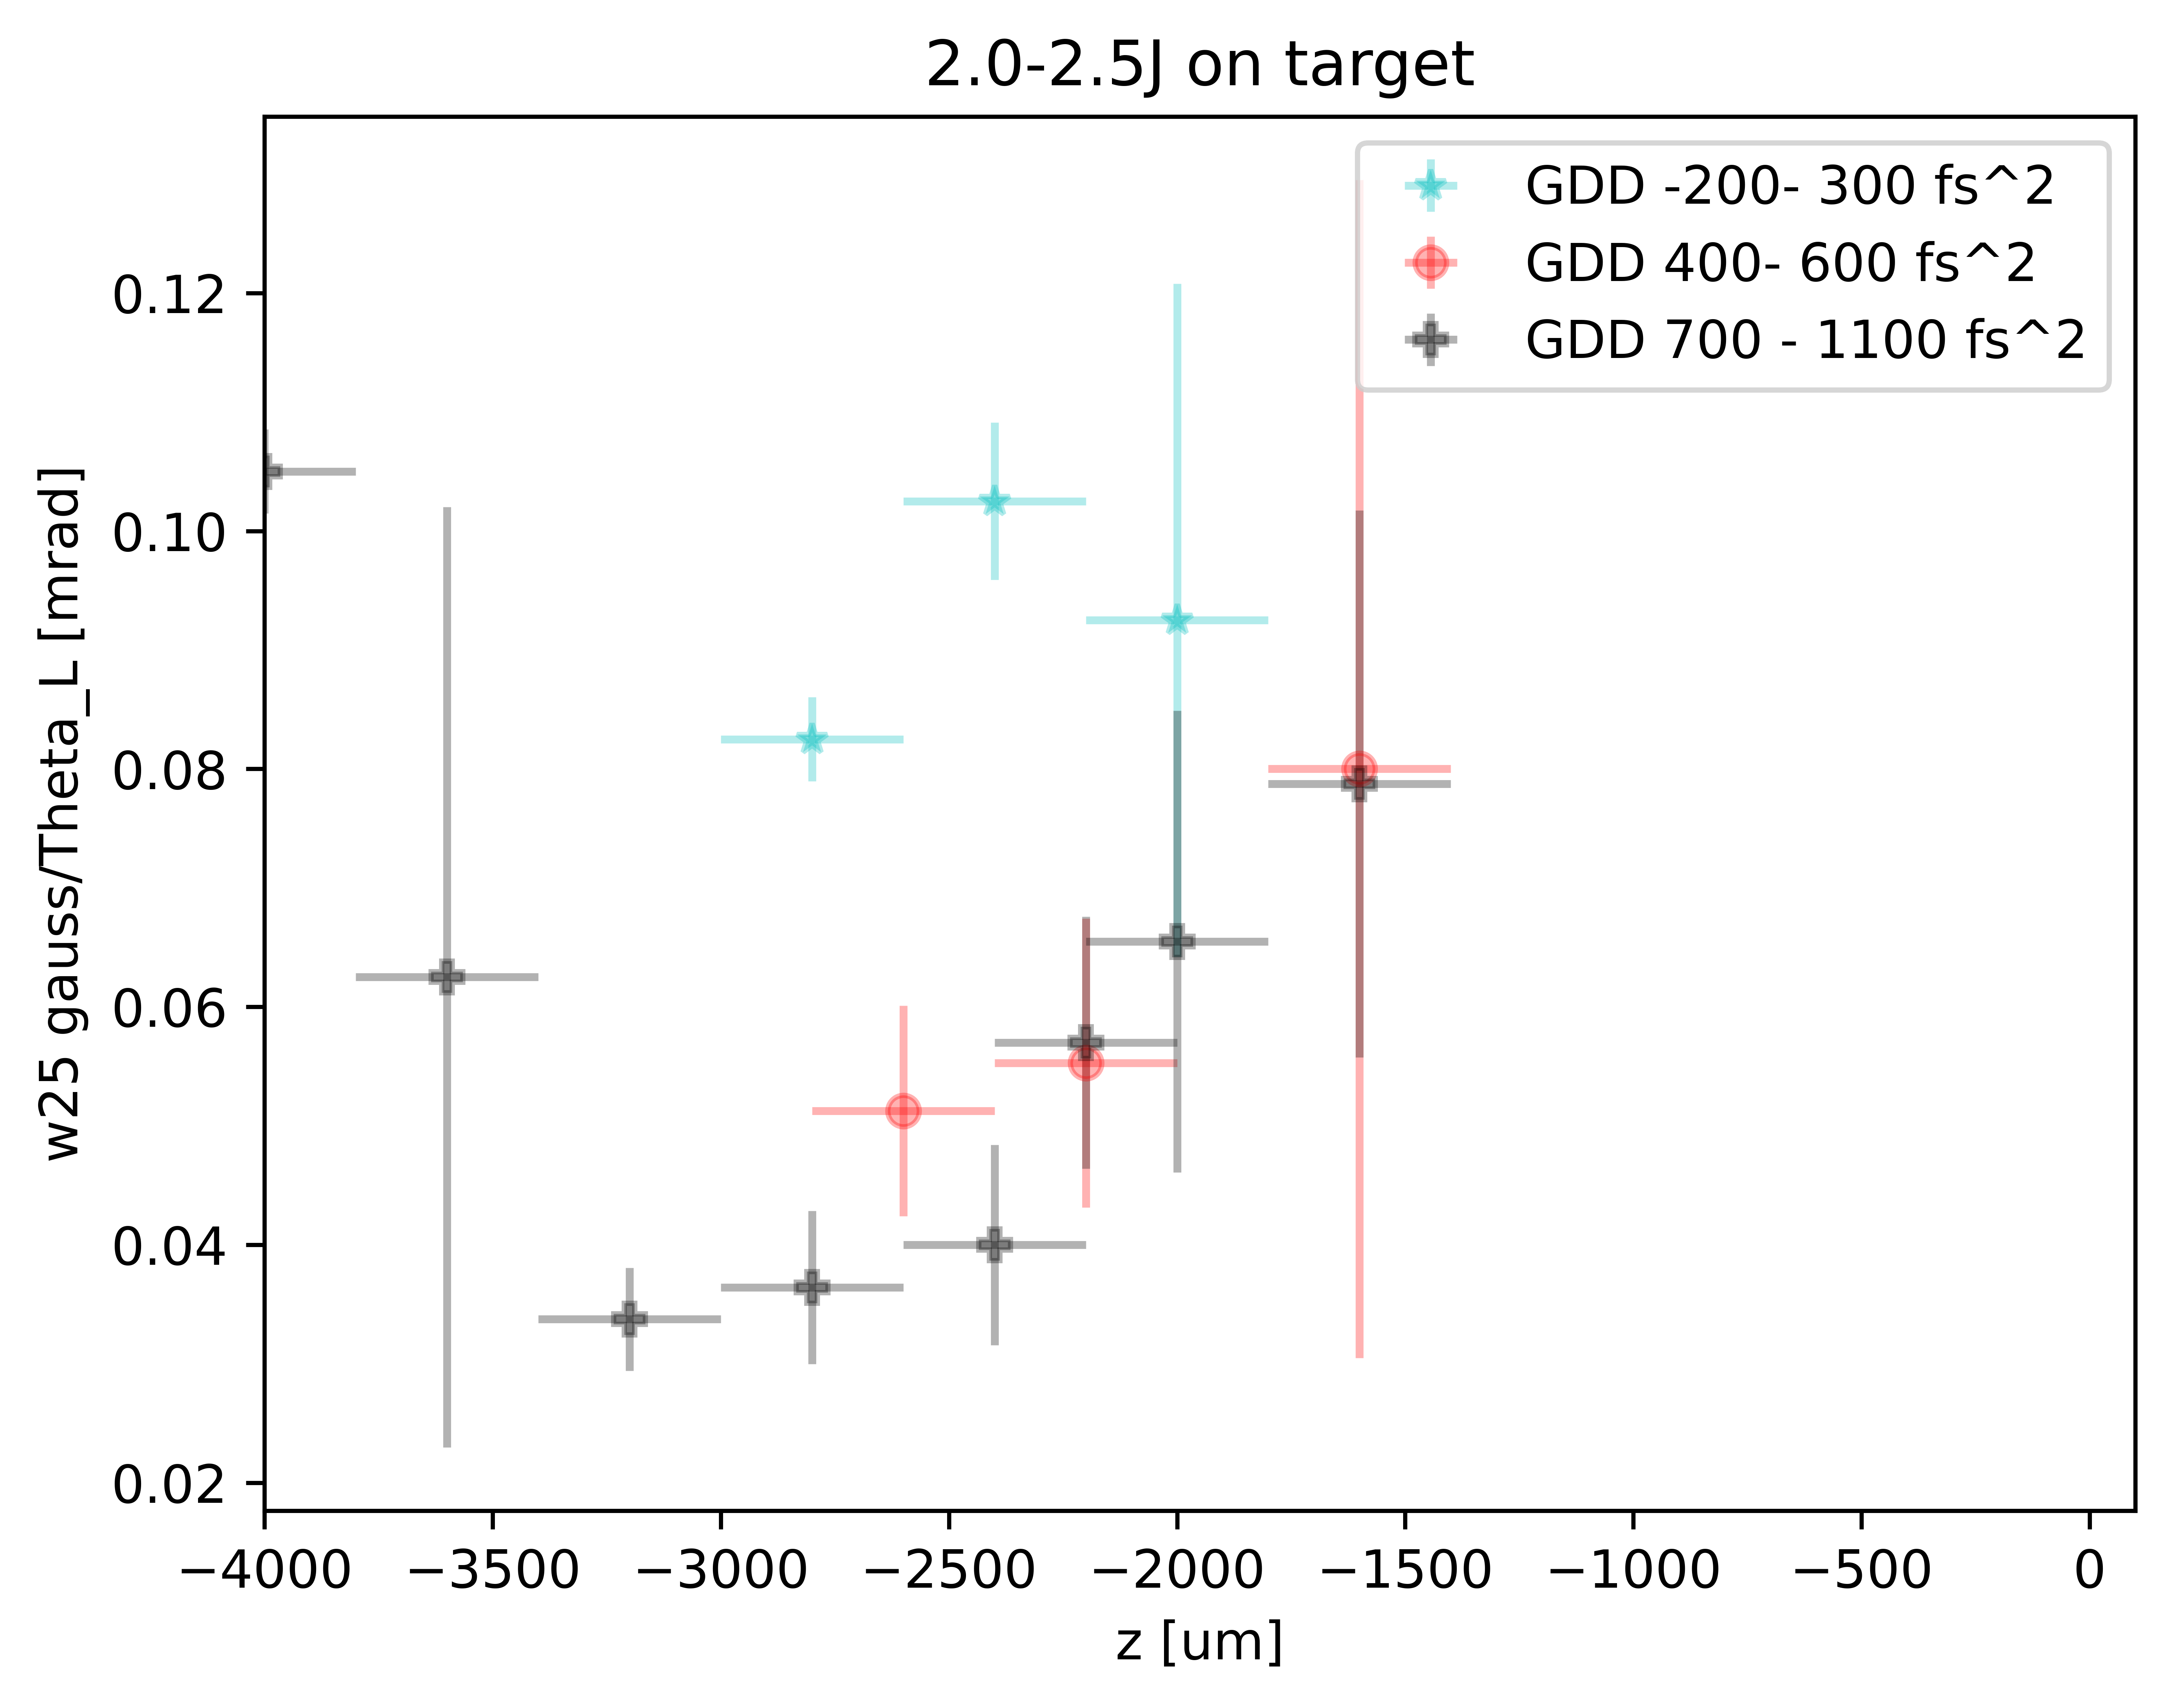 2.0-2.5J on target
GDD -200- 300 fs^2
GDD 400- 600 fs^2
GDD 700 - 1100 fs^2
w25 gauss/Theta_L [mrad]
0.12
0.10
0.08
0.06
0.04
0.02
−4000 −3500 −3000 −2500 −2000 −1500 −1000 −500 0
z [um]